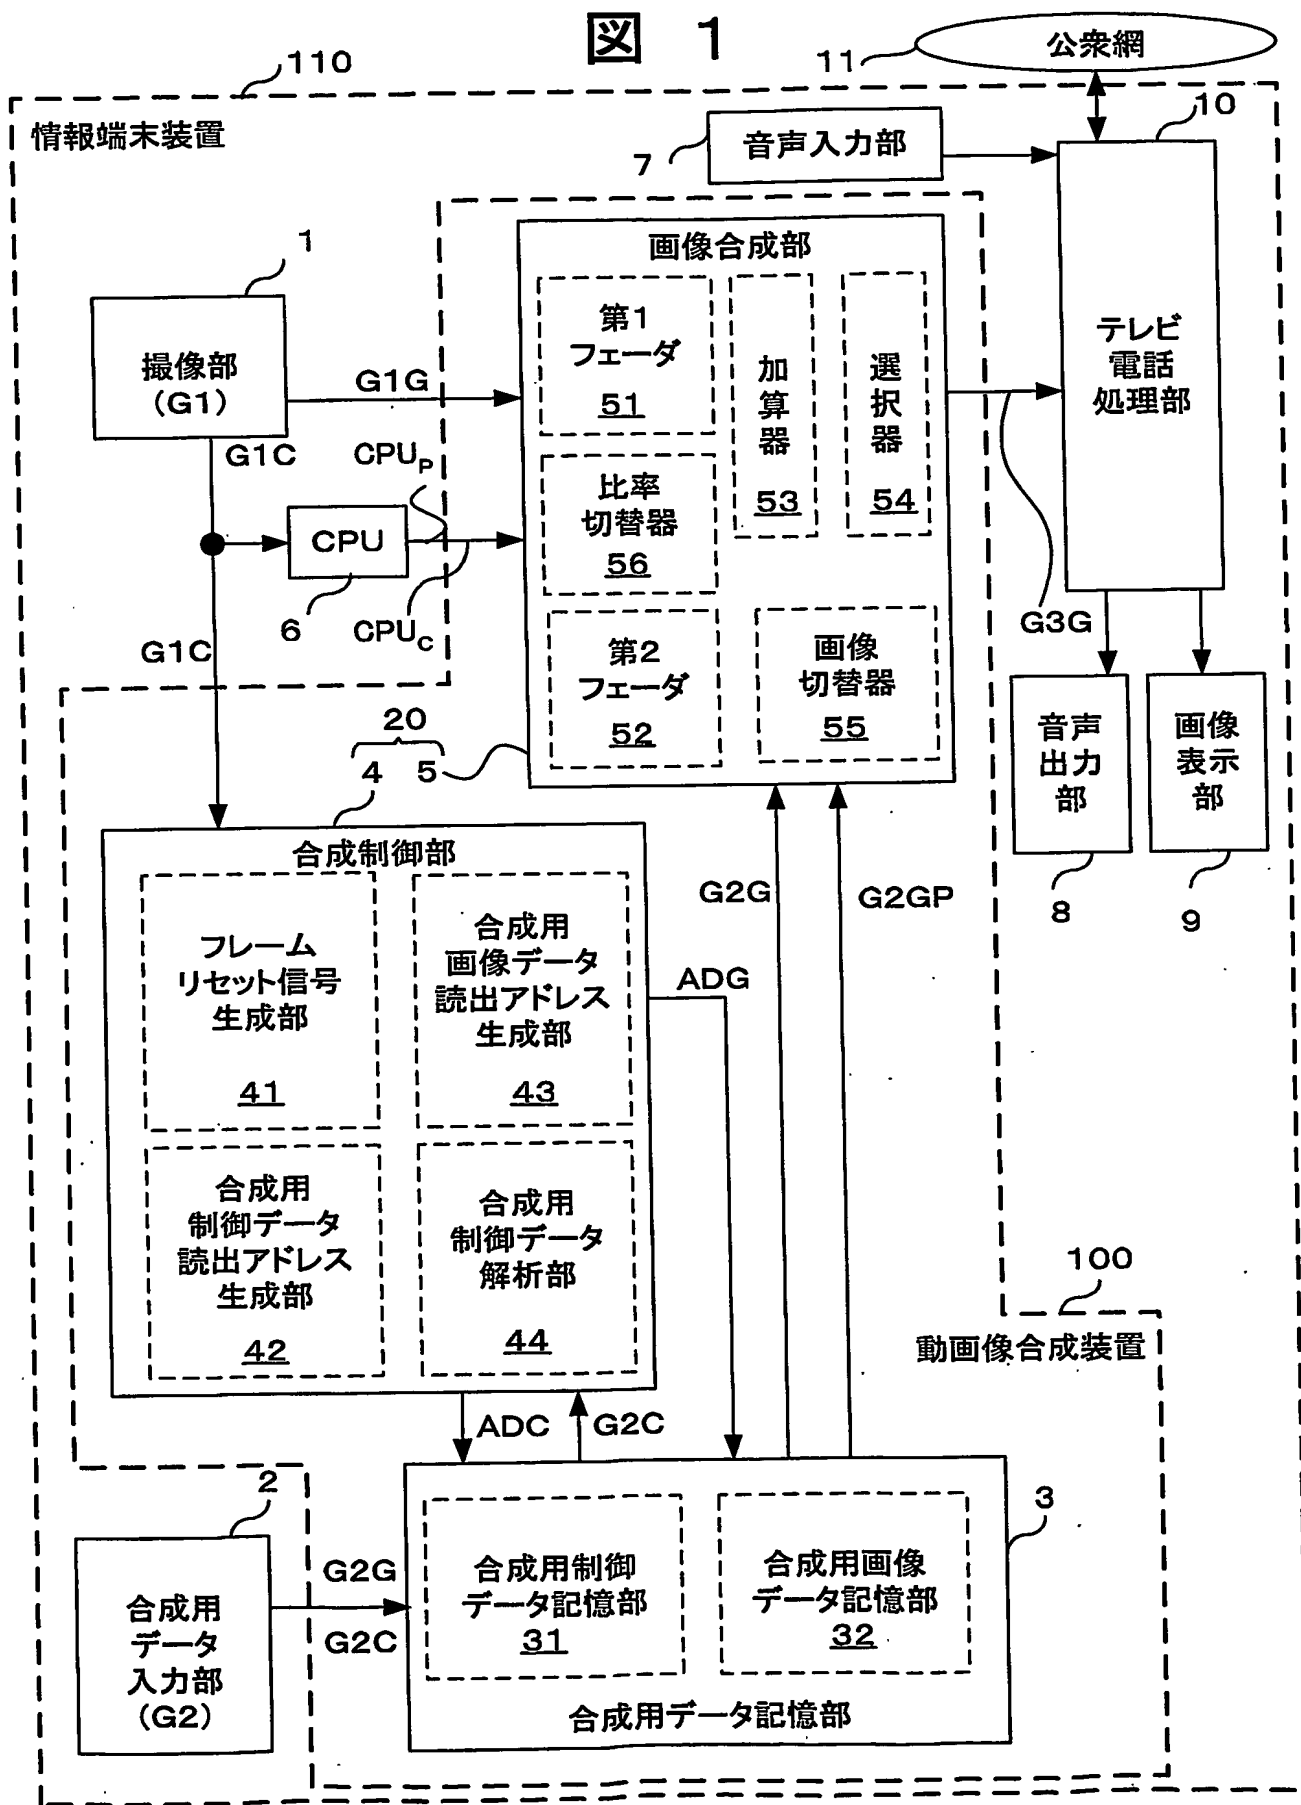 図 1
110
11
公衆網
10
情報端末装置
7
音声入力部
1
撮像部
(G1)
G1G
G1C
CPUP
CPU
6
CPUC
G1C
画像合成部
第1
フェーダ
51
加算器
53
選択器
54
比率
切替器
56
第2
フェーダ
52
画像
切替器
55
テレビ
電話
処理部
G3G
音声
出力
部
8
画像
表示
部
9
20
4 5
合成制御部
フレーム
リセット信号
生成部
41
合成用
画像データ
読出アドレス
生成部
43
合成用
制御データ
読出アドレス
生成部
42
合成用
制御データ
解析部
44
ADG
G2G
G2GP
100
動画像合成装置
ADC
G2C
2
合成用
データ
入力部
(G2)
G2G
G2C
3
合成用制御
データ記憶部
31
合成用画像
データ記憶部
32
合成用データ記憶部